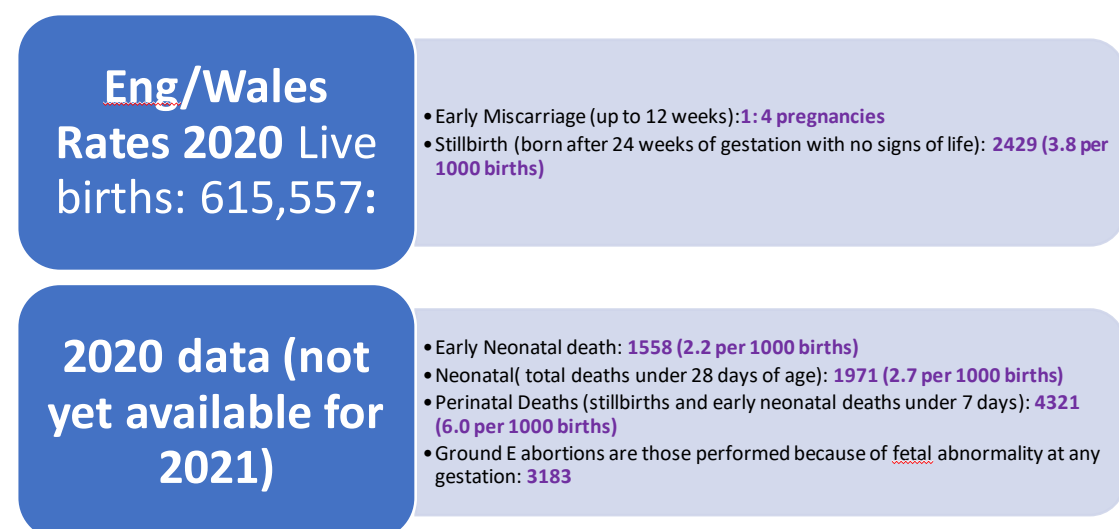 Eng/Wales
Rates 2020 Live
births: 615,557:
•Early Miscarriage (up to 12 weeks):1: 4 pregnancies
•Stillbirth (born after 24 weeks of gestation with no signs of life): 2429 (3.8 per
1000 births)
2020 data (not
yet available for
2021)
•Early Neonatal death: 1558 (2.2 per 1000 births)
•Neonatal( total deaths under 28 days of age): 1971 (2.7 per 1000 births)
•Perinatal Deaths (stillbirths and early neonatal deaths under 7 days): 4321
(6.0 per 1000 births)
•Ground E abortions are those performed because of fetal abnormality at any
gestation: 3183